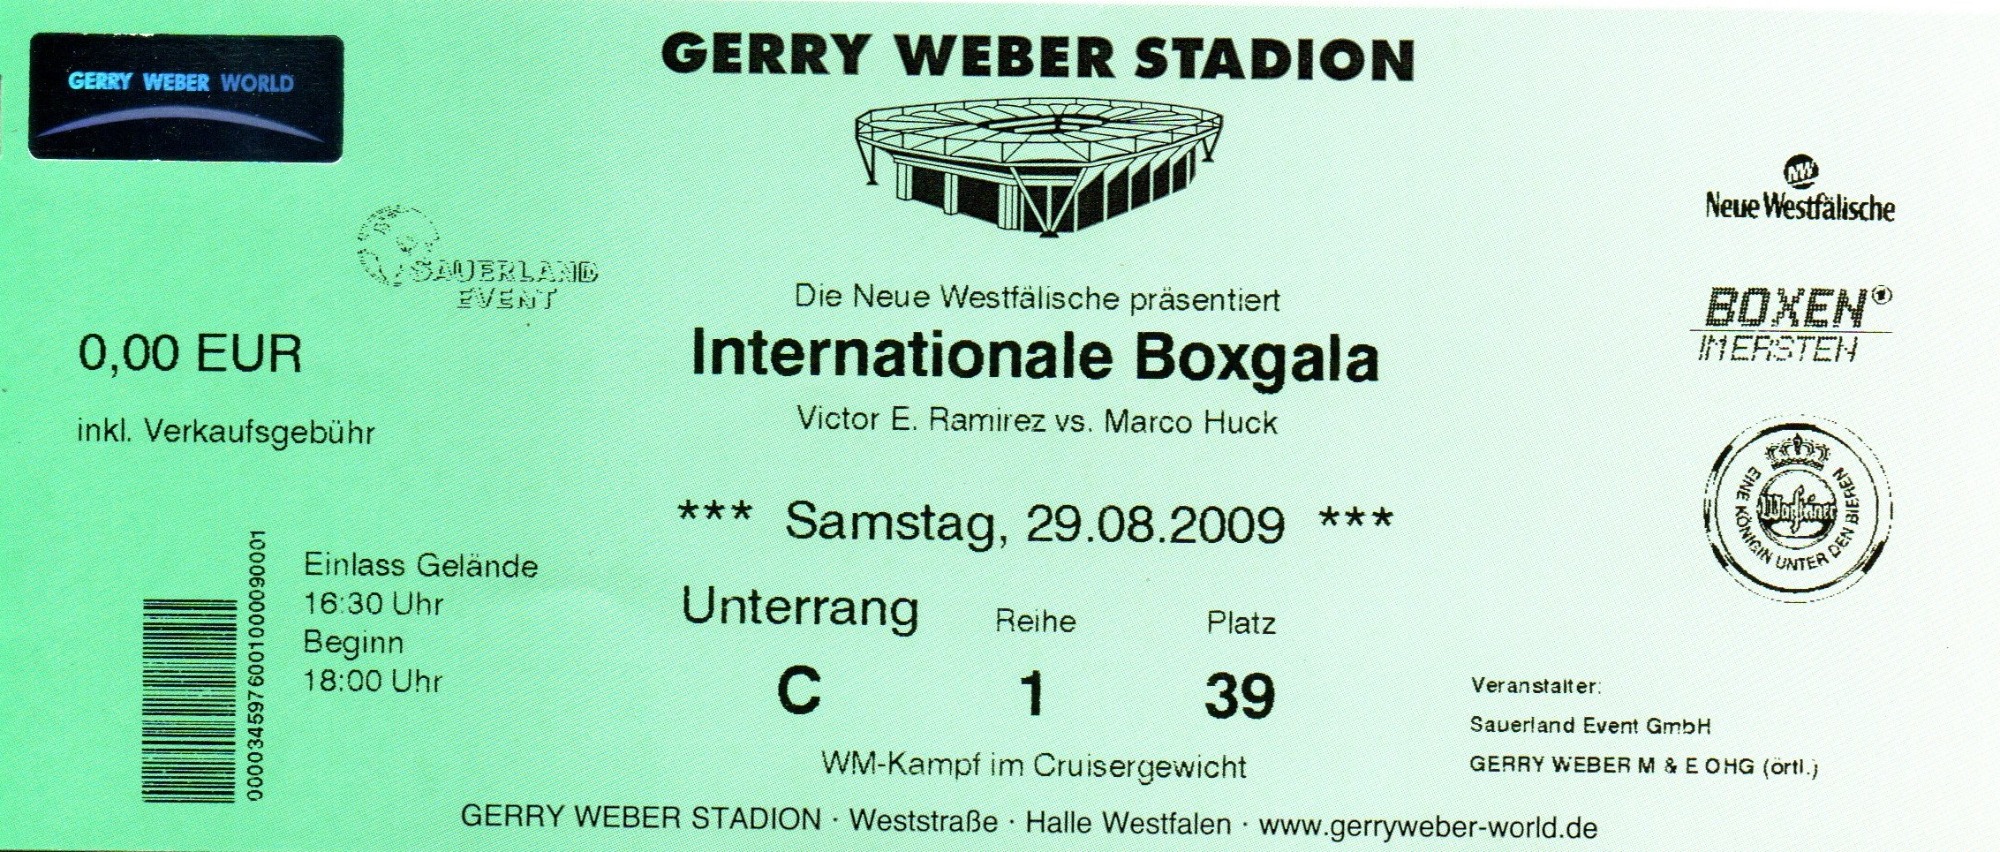 GERRY WEBER WORLD
GERRY WEBER STADION
NW
Neue Westfälische
SAUERLAND
EVENT
Die Neue Westfälische präsentiert
BOXEN
IM ERSTEN
0,00 EUR
Internationale Boxgala
inkl. Verkaufsgebühr
Victor E. Ramirez vs. Marco Huck
*** Samstag, 29.08.2009 ***
Warsteiner
EINE KÖNIGIN UNTER DEN BIEREN
00003459760010000090001
Einlass Gelände
16:30 Uhr
Beginn
18:00 Uhr
Unterrang Reihe Platz
C 1 39
Veranstalter:
Sauerland Event GmbH
GERRY WEBER M & E OHG (örtl.)
WM-Kampf im Cruisergewicht
GERRY WEBER STADION · Weststraße · Halle Westfalen · www.gerryweber-world.de